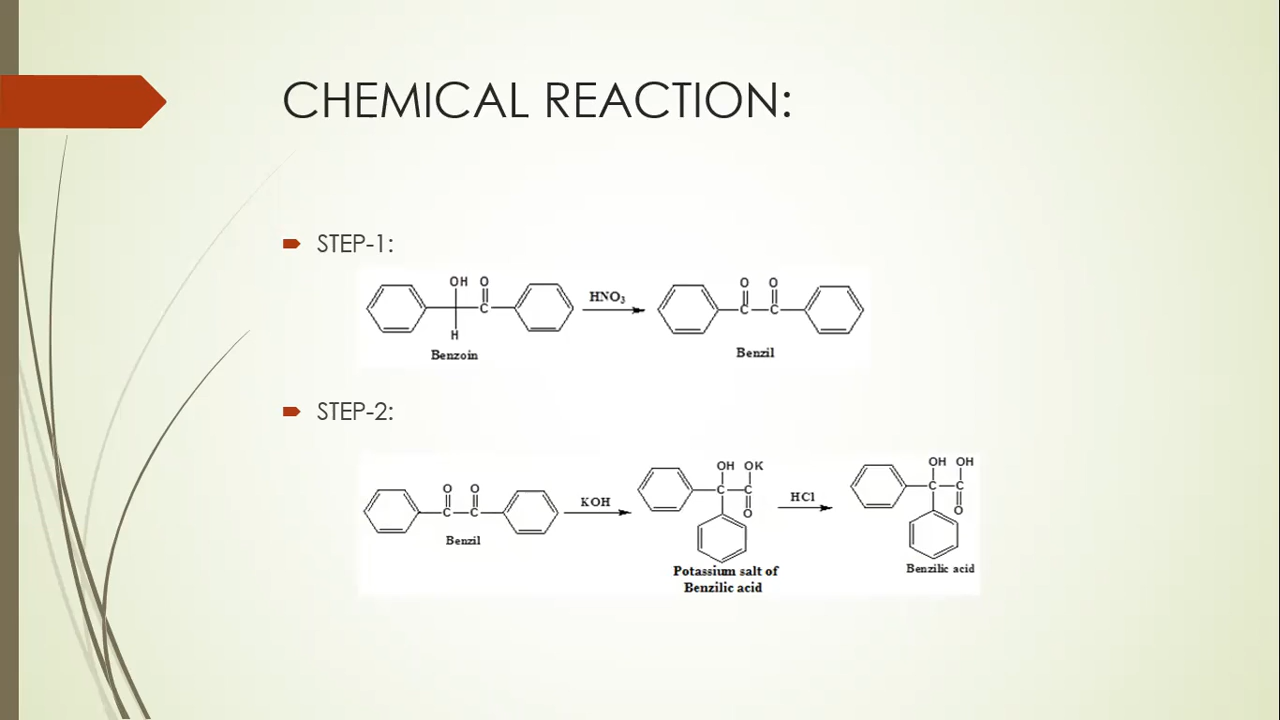 CHEMICAL REACTION:
STEP-1:
OH O
C
H
Benzoin
HNO₃
O O
C C
Benzil
STEP-2:
O O
C C
Benzil
KOH
OH OK
C C
O
Potassium salt of
Benzilic acid
HCl
OH OH
C C
O
Benzilic acid